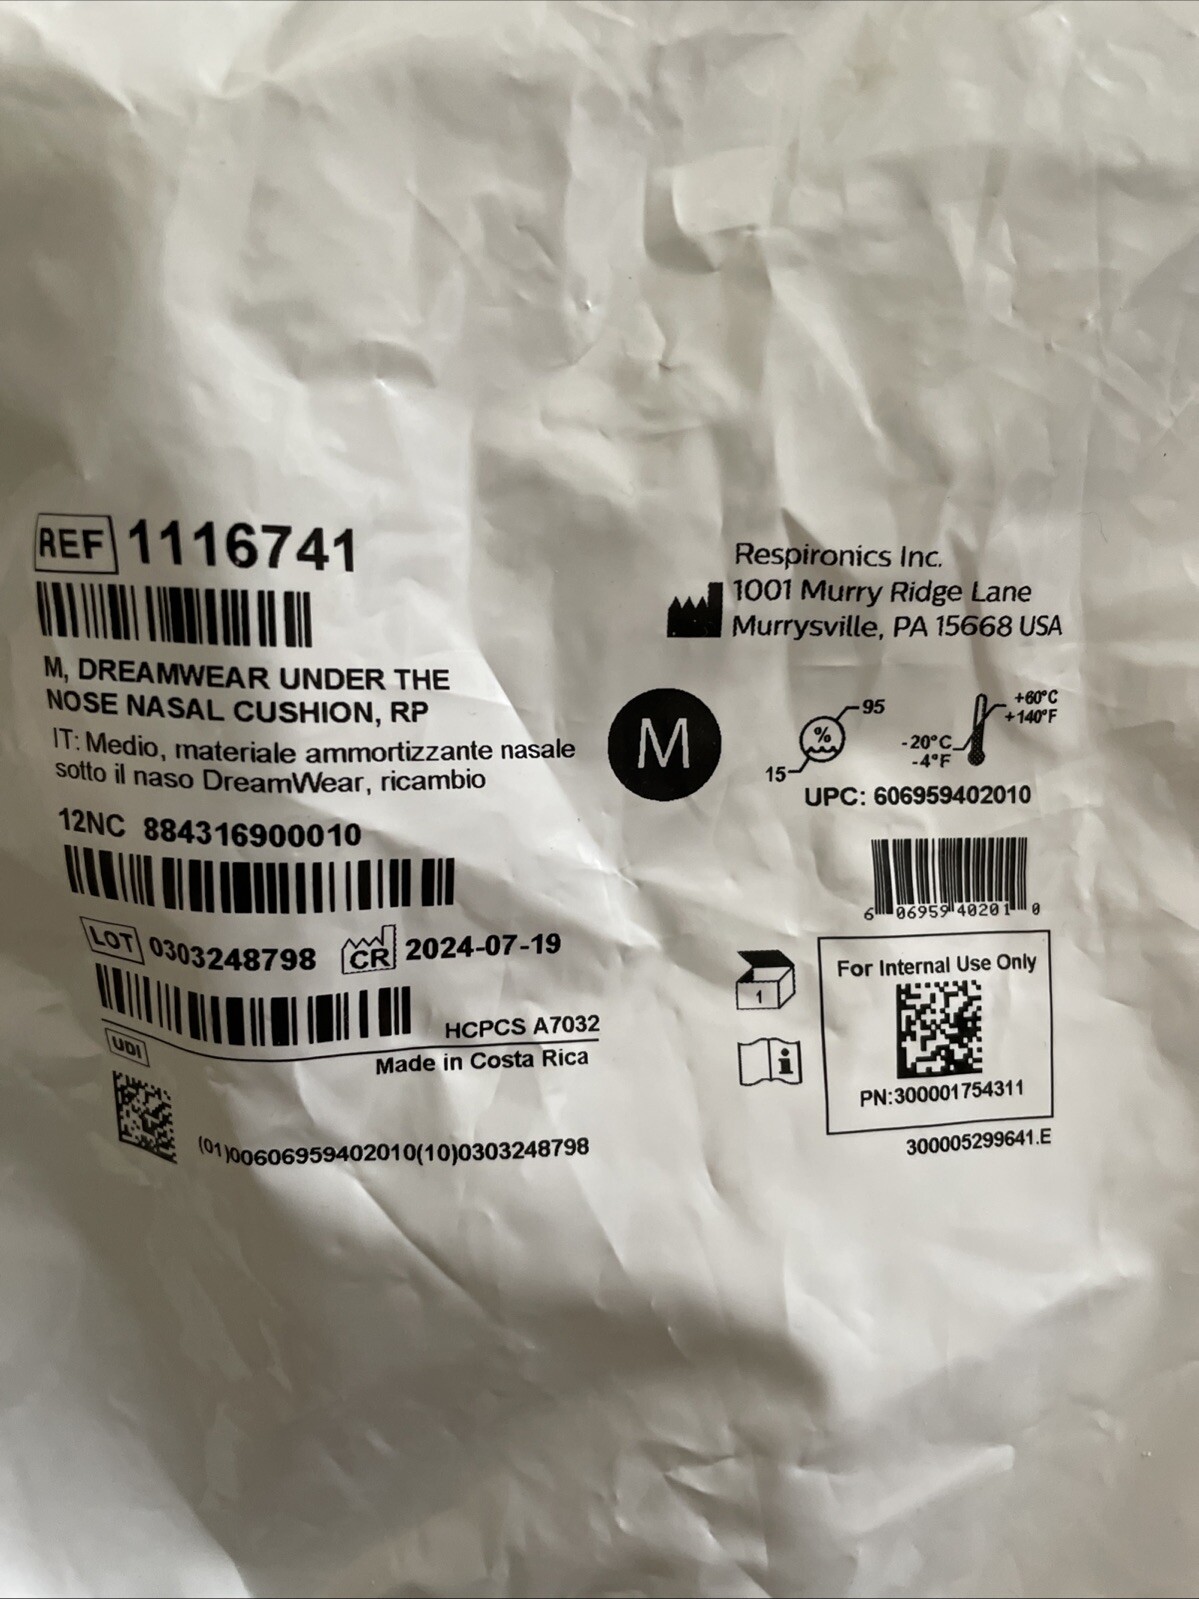 REF 1116741
M, DREAMWEAR UNDER THE
NOSE NASAL CUSHION, RP
IT: Medio, materiale ammortizzante nasale
sotto il naso DreamWear, ricambio
12NC 884316900010
LOT 0303248798 CR 2024-07-19
HCPCS A7032
Made in Costa Rica
UDI
(01)00606959402010(10)0303248798
Respironics Inc.
1001 Murry Ridge Lane
Murrysville, PA 15668 USA
M
95
%
15
+60°C
+140°F
-20°C
-4°F
UPC: 606959402010
6 06959 40201 0
1
i
For Internal Use Only
PN:300001754311
300005299641.E